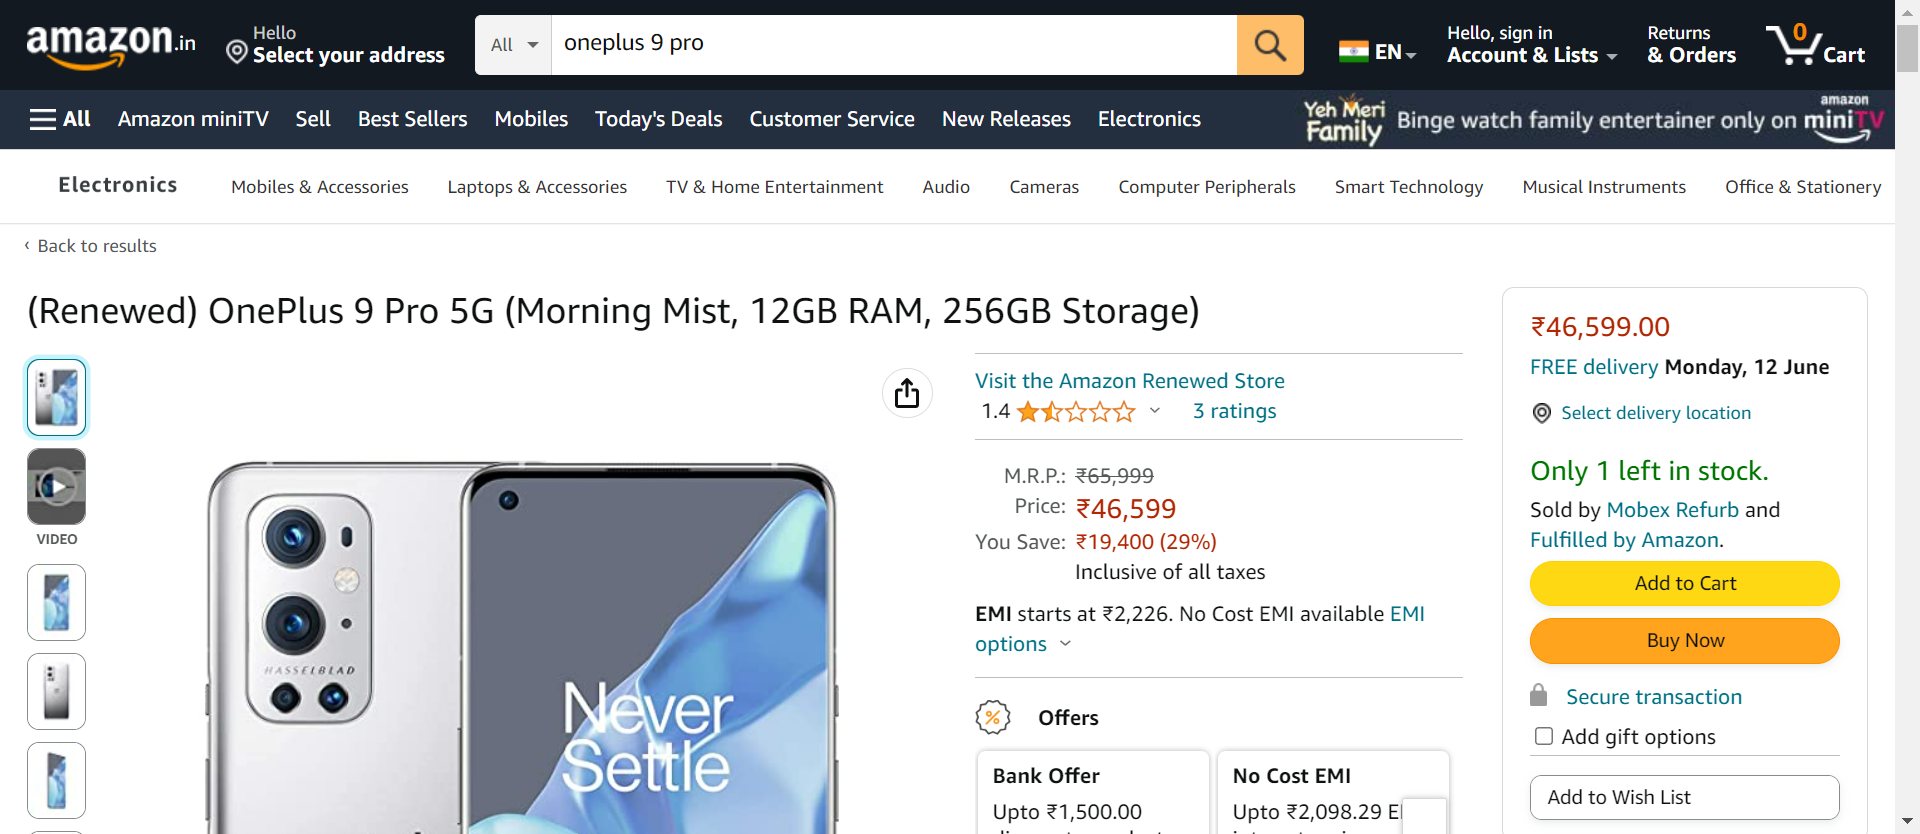 amazon.in
Hello
Select your address
All
oneplus 9 pro
EN
Hello, sign in
Account & Lists
Returns
& Orders
0
Cart
All
Amazon miniTV
Sell
Best Sellers
Mobiles
Today's Deals
Customer Service
New Releases
Electronics
Yeh Meri
Family
Binge watch family entertainer only on
amazon
miniTV
Electronics
Mobiles & Accessories
Laptops & Accessories
TV & Home Entertainment
Audio
Cameras
Computer Peripherals
Smart Technology
Musical Instruments
Office & Stationery
‹ Back to results
(Renewed) OnePlus 9 Pro 5G (Morning Mist, 12GB RAM, 256GB Storage)
VIDEO
HASSELBLAD
Never
Settle
Visit the Amazon Renewed Store
1.4
3 ratings
M.R.P.: ₹65,999
Price: ₹46,599
You Save: ₹19,400 (29%)
Inclusive of all taxes
EMI starts at ₹2,226. No Cost EMI available EMI
options
Offers
Bank Offer
Upto ₹1,500.00
No Cost EMI
Upto ₹2,098.29
₹46,599.00
FREE delivery Monday, 12 June
Select delivery location
Only 1 left in stock.
Sold by Mobex Refurb and
Fulfilled by Amazon.
Add to Cart
Buy Now
Secure transaction
Add gift options
Add to Wish List